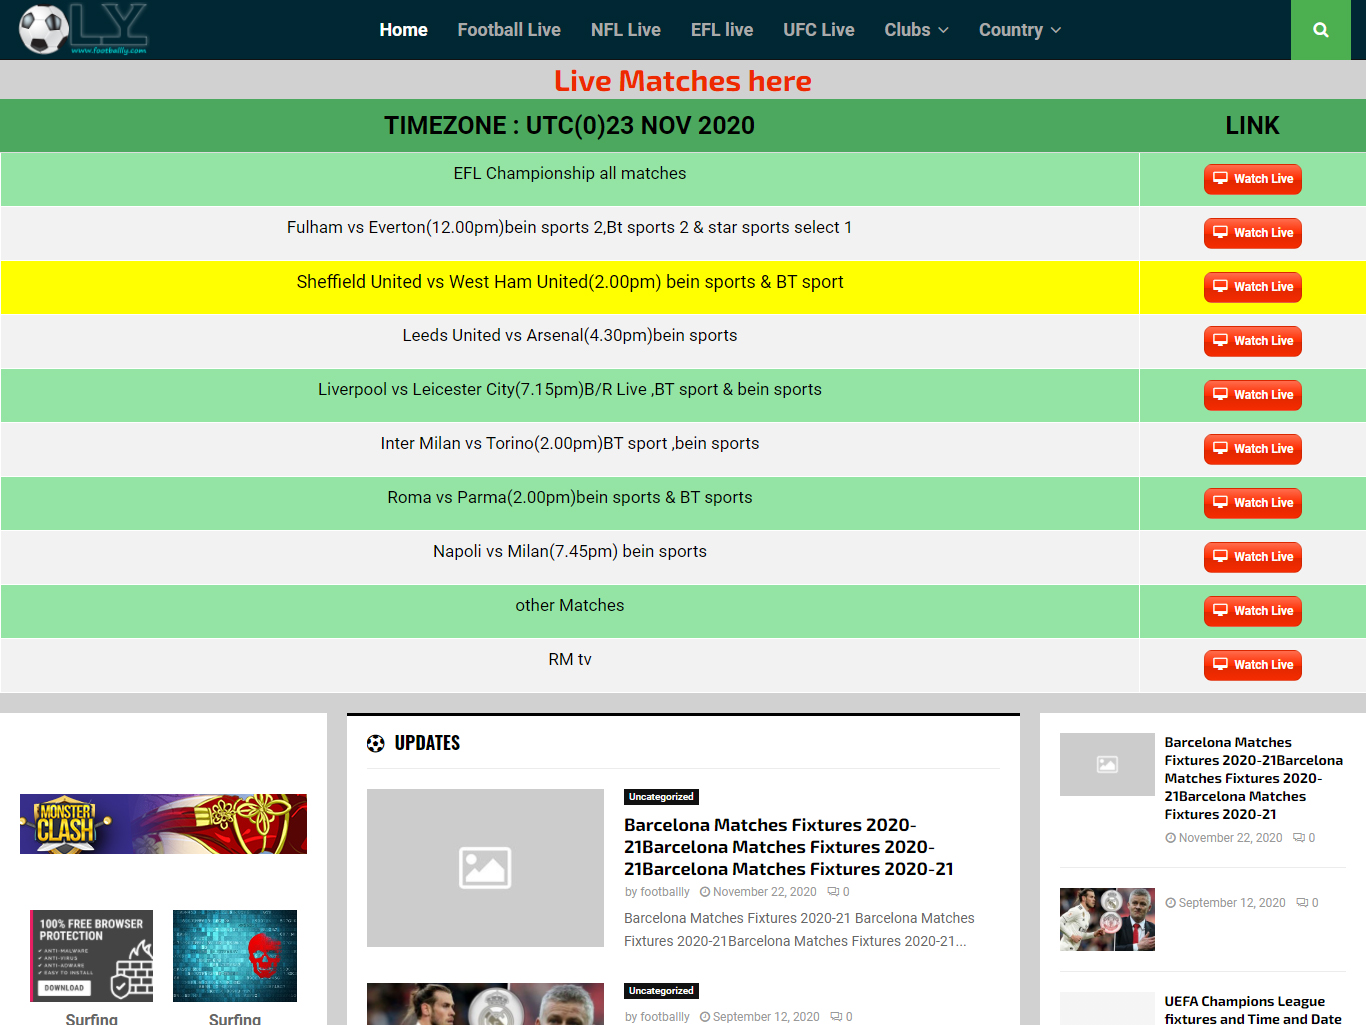 LY
www.footballly.com
Home Football Live NFL Live EFL live UFC Live Clubs Country
Live Matches here
TIMEZONE : UTC(0)23 NOV 2020 LINK
EFL Championship all matches Watch Live
Fulham vs Everton(12.00pm)bein sports 2,Bt sports 2 & star sports select 1 Watch Live
Sheffield United vs West Ham United(2.00pm) bein sports & BT sport Watch Live
Leeds United vs Arsenal(4.30pm)bein sports Watch Live
Liverpool vs Leicester City(7.15pm)B/R Live ,BT sport & bein sports Watch Live
Inter Milan vs Torino(2.00pm)BT sport ,bein sports Watch Live
Roma vs Parma(2.00pm)bein sports & BT sports Watch Live
Napoli vs Milan(7.45pm) bein sports Watch Live
other Matches Watch Live
RM tv Watch Live
MONSTER
CLASH
100% FREE BROWSER
PROTECTION
ANTI-MALWARE
ANTI-VIRUS
ANTI-ADWARE
EASY TO INSTALL
DOWNLOAD
Surfing
Surfing
UPDATES
Uncategorized
Barcelona Matches Fixtures 2020-
21Barcelona Matches Fixtures 2020-
21Barcelona Matches Fixtures 2020-21
by footballly November 22, 2020 0
Barcelona Matches Fixtures 2020-21 Barcelona Matches
Fixtures 2020-21Barcelona Matches Fixtures 2020-21...
Uncategorized
by footballly September 12, 2020 0
Barcelona Matches
Fixtures 2020-21Barcelona
Matches Fixtures 2020-
21Barcelona Matches
Fixtures 2020-21
November 22, 2020 0
September 12, 2020 0
UEFA Champions League
fixtures and Time and Date